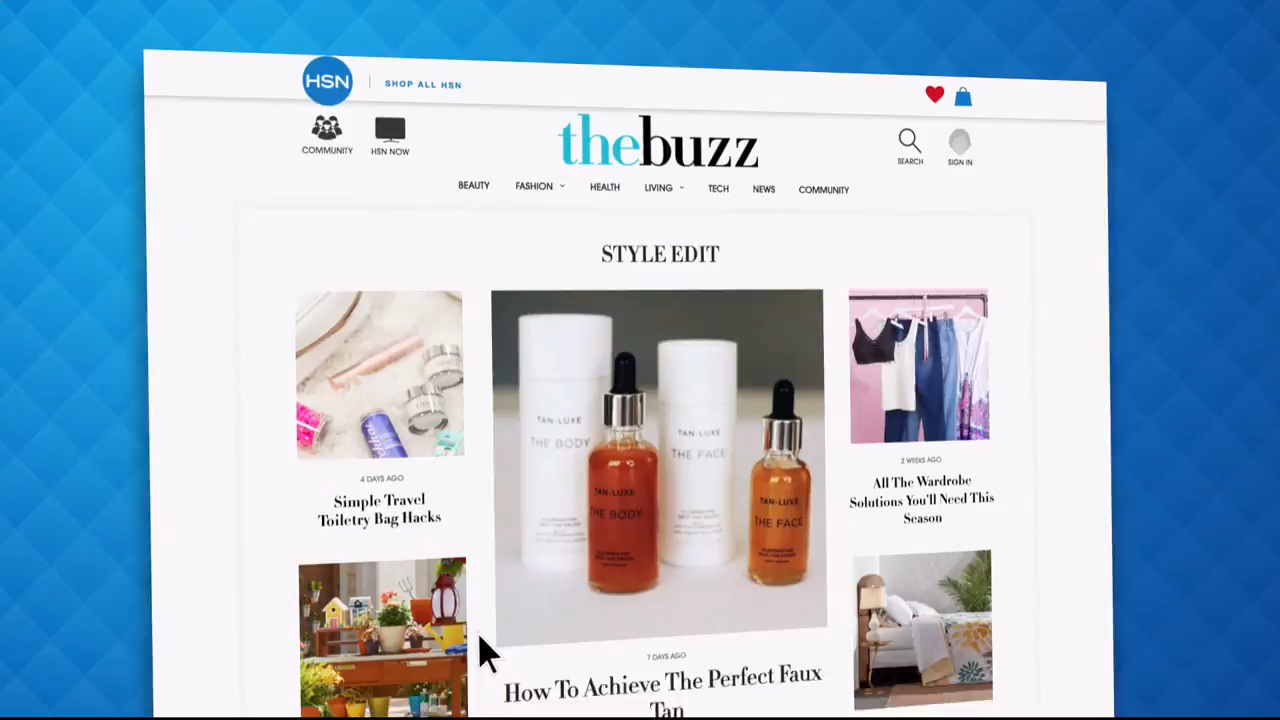 HSN
SHOP ALL HSN
COMMUNITY
HSN NOW
thebuzz
SEARCH
SIGN IN
BEAUTY
FASHION
HEALTH
LIVING
TECH
NEWS
COMMUNITY
STYLE EDIT
4 DAYS AGO
Simple Travel
Toiletry Bag Hacks
TAN-LUXE
THE BODY
TAN-LUXE
THE FACE
TAN-LUXE
THE BODY
TAN-LUXE
THE FACE
7 DAYS AGO
How To Achieve The Perfect Faux
Tan
2 WEEKS AGO
All The Wardrobe
Solutions You'll Need This
Season